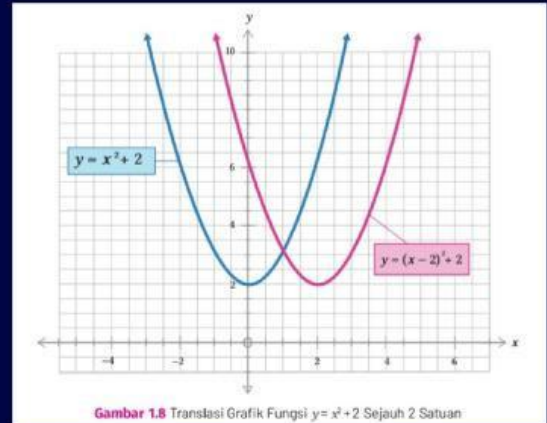 y
10
y = x² + 2
6
4
y = (x − 2)² + 2
2
x
−4
−2
2
4
6
Gambar 1.8 Translasi Grafik Fungsi y = x² + 2 Sejauh 2 Satuan